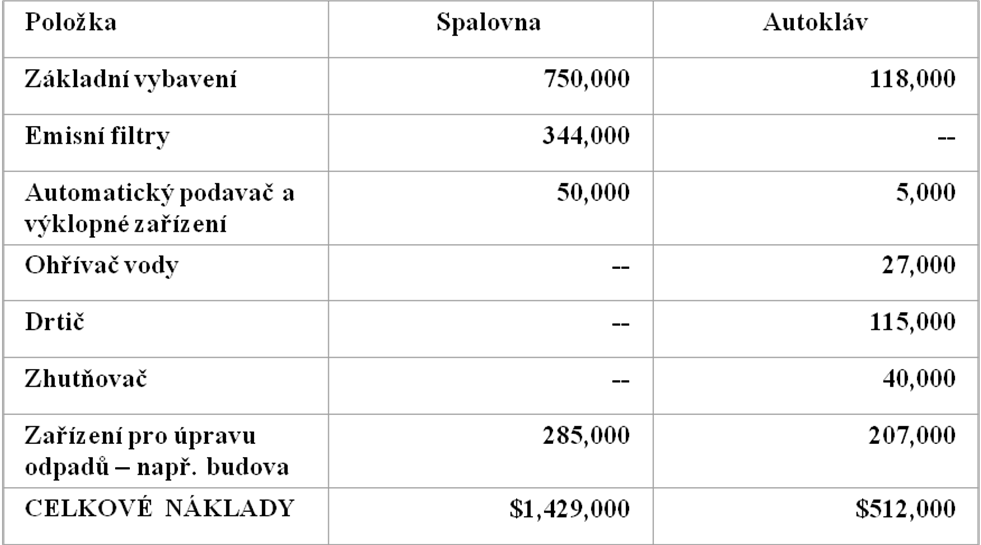 Položka Spalovna Autokláv
Základní vybavení 750,000 118,000
Emisní filtry 344,000 --
Automatický podavač a
výklopné zařízení 50,000 5,000
Ohřívač vody -- 27,000
Drtič -- 115,000
Zhutňovač -- 40,000
Zařízení pro úpravu
odpadů – např. budova 285,000 207,000
CELKOVÉ NÁKLADY $1,429,000 $512,000